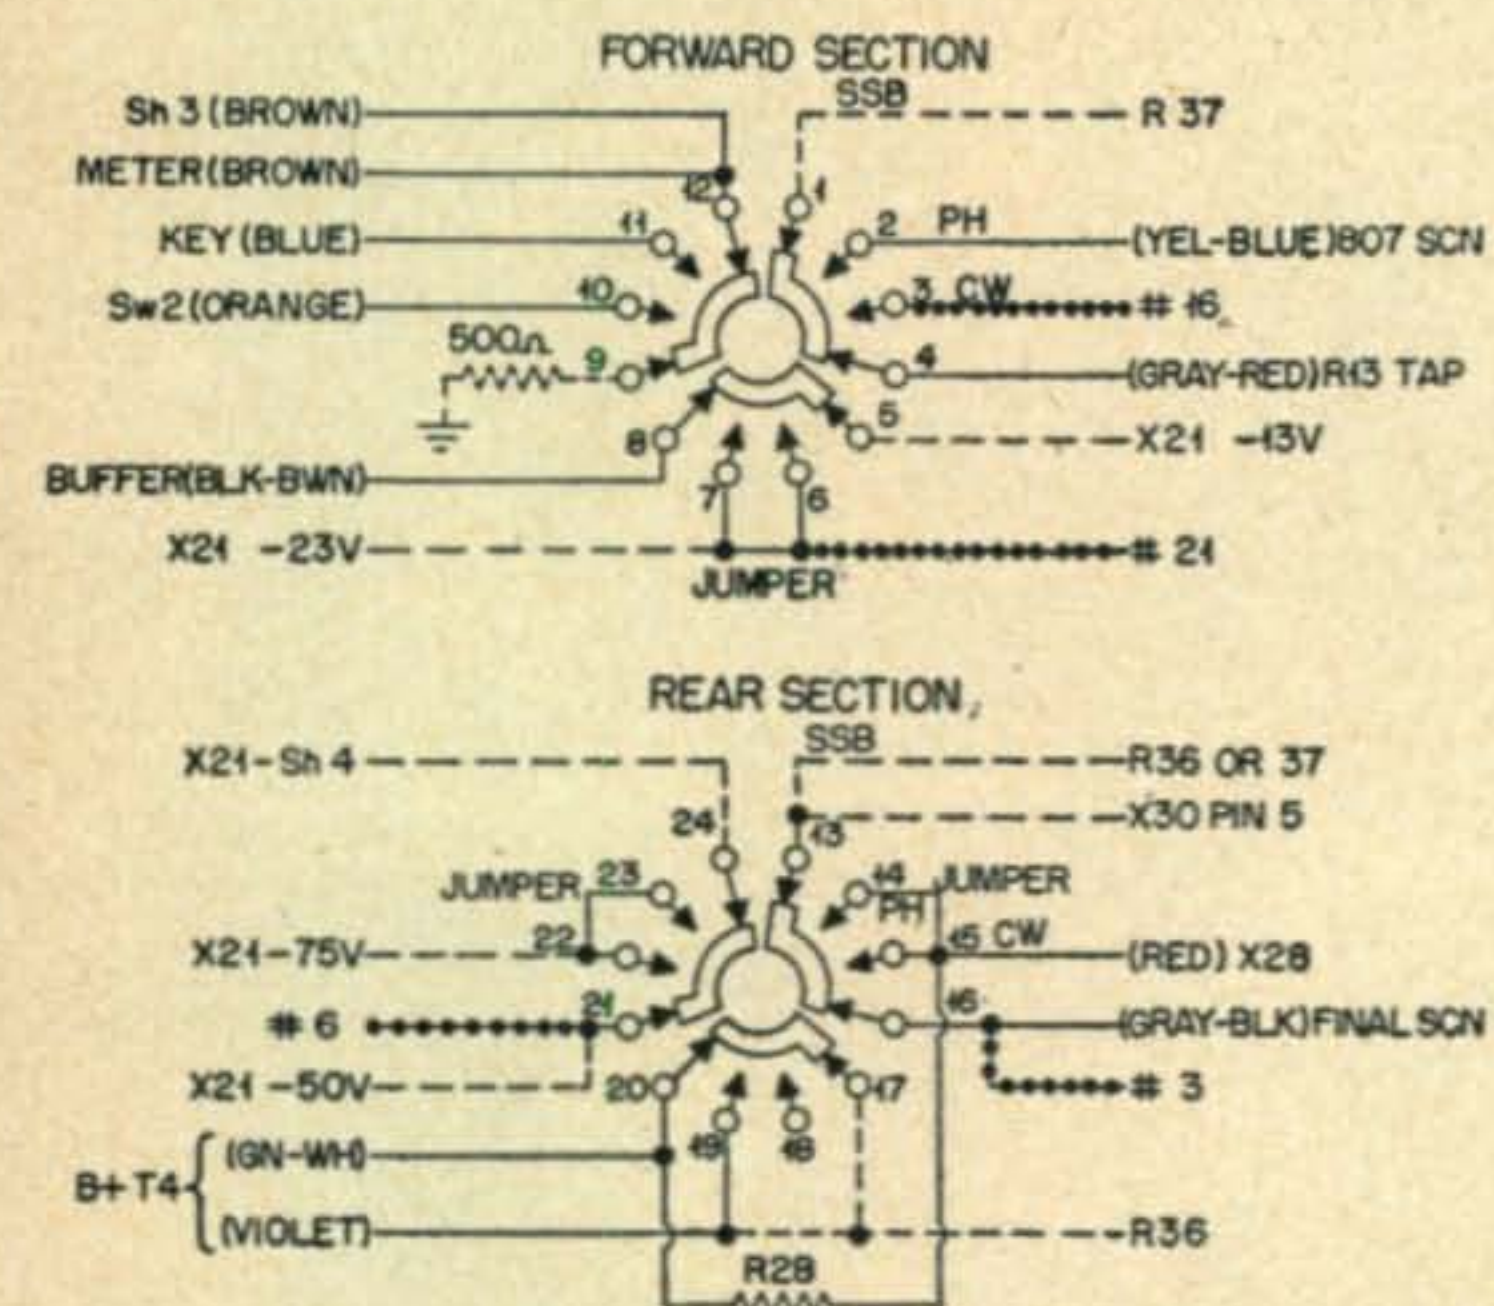 FORWARD SECTION
SSB
Sh 3 (BROWN)
R 37
METER (BROWN)
12
1
KEY (BLUE)
11
2
PH
(YEL-BLUE) 807 SCN
Sw2 (ORANGE)
10
3
CW
# 16
500Ω
9
4
(GRAY-RED) R13 TAP
8
5
X21 -13V
BUFFER (BLK-BWN)
7
6
X21 -23V
# 21
JUMPER
REAR SECTION
SSB
X21-Sh 4
R36 OR 37
24
13
X30 PIN 5
JUMPER
23
14
JUMPER
PH
X21-75V
22
15
CW
(RED) X28
# 6
21
16
(GRAY-BLK) FINAL SCN
X21 -50V
20
17
# 3
B+ T4
(GN-WH)
19
18
(VIOLET)
R36
R28